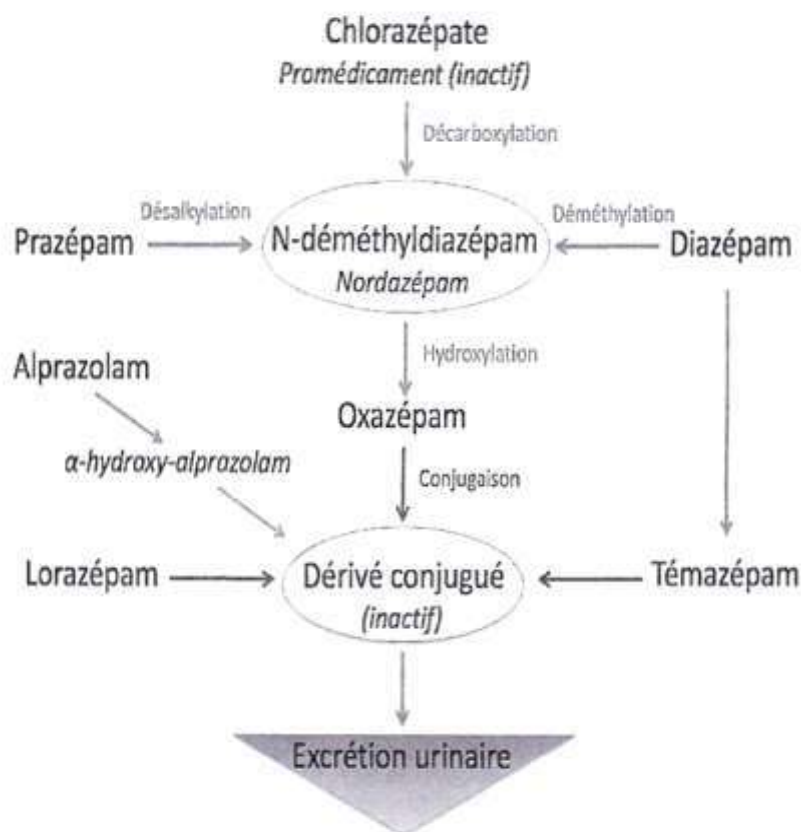 Chlorazépate
Promédicament (inactif)
Décarboxylation
Désalkylation
Déméthylation
Prazépam
N-déméthyldiazépam
Diazépam
Nordazépam
Hydroxylation
Alprazolam
Oxazépam
α-hydroxy-alprazolam
Conjugaison
Lorazépam
Dérivé conjugué
Témazépam
(inactif)
Excrétion urinaire